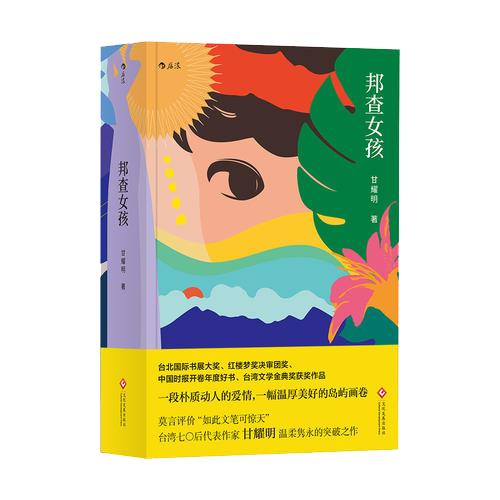 后浪
邦查女孩
甘耀明 著
后浪
邦查女孩
甘耀明 著
台北国际书展大奖、红楼梦奖决审团奖、
中国时报开卷年度好书、台湾文学金典奖获奖作品
一段朴质动人的爱情,一幅温厚美好的岛屿画卷
莫言评价“如此文笔可惊天”
台湾七〇后代表作家 甘耀明 温柔隽永的突破之作